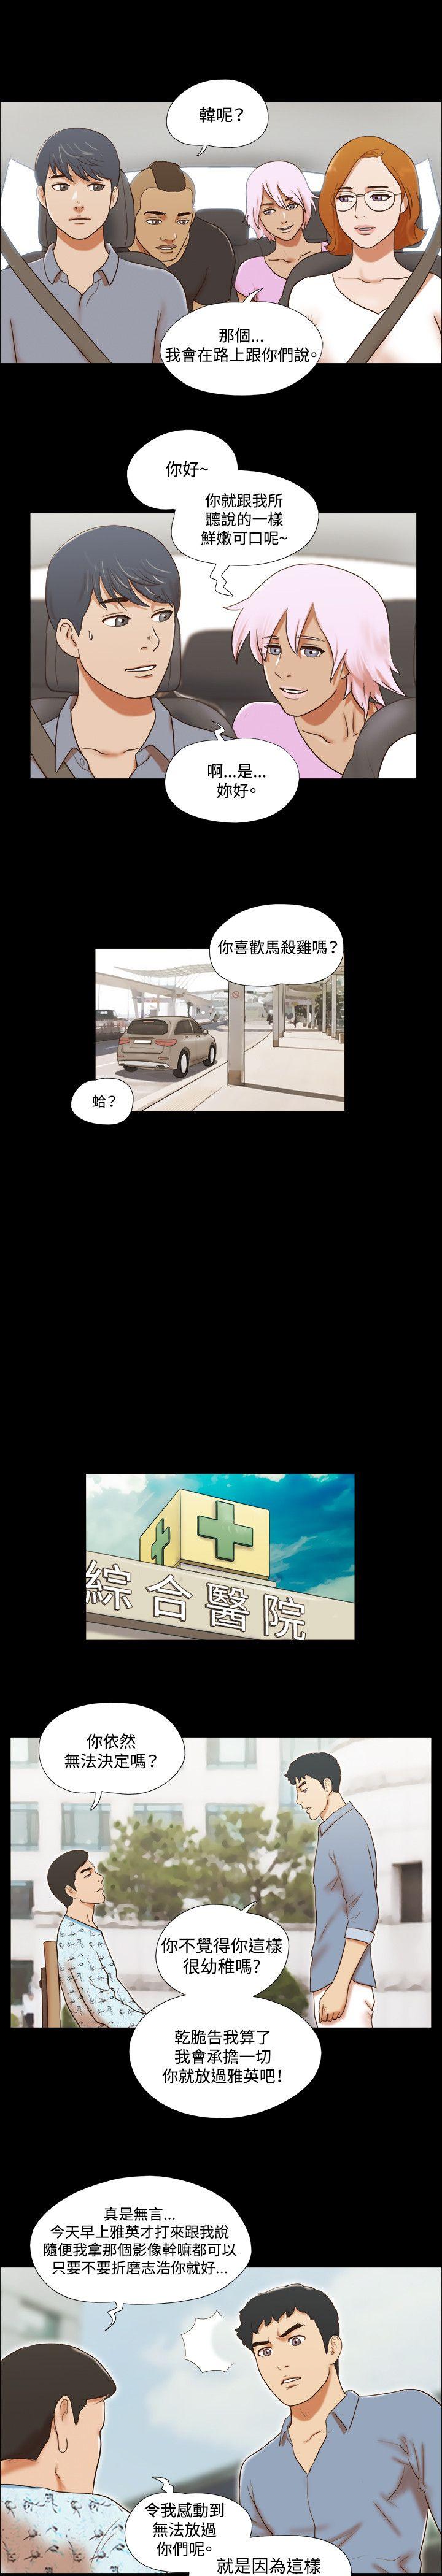 韓呢？
那個...
我會在路上跟你們說。
你好~
你就跟我所
聽說的一樣
鮮嫩可口呢~
啊...是...
妳好。
你喜歡馬殺雞嗎？
蛤？
綜合醫院
你依然
無法決定嗎？
你不覺得你這樣
很幼稚嗎?
乾脆告我算了
我會承擔一切
你就放過雅英吧!
真是無言...
今天早上雅英才打來跟我說
隨便我拿那個影像幹嘛都可以
只要不要折磨志浩你就好...
令我感動到
無法放過
你們呢。
就是因為這樣